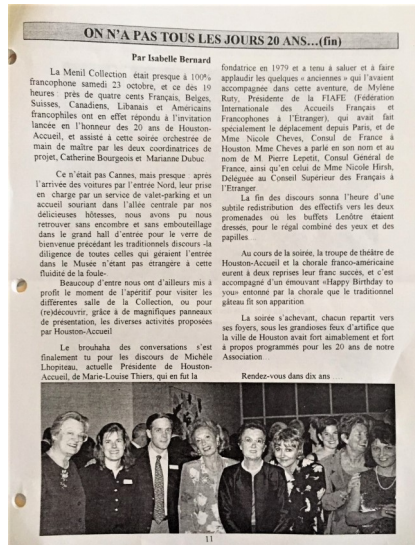 ON N'A PAS TOUS LES JOURS 20 ANS...(fin)
Par Isabelle Bernard
La Menil Collection était presque à 100%
francophone samedi 23 octobre, et ce dès 19
heures : près de quatre cents Français, Belges,
Suisses, Canadiens, Libanais et Américains
francophiles ont en effet répondu à l'invitation
lancée en l'honneur des 20 ans de Houston-
Accueil, et assisté à cette soirée orchestrée de
main de maître par les deux coordinatrices de
projet, Catherine Bourgeois et Marianne Dubuc.
Ce n'était pas Cannes, mais presque : après
l'arrivée des voitures par l'entrée Nord, leur prise
en charge par un service de valet-parking et un
accueil souriant dans l'allée centrale par nos
délicieuses hôtesses, nous avons pu nous
retrouver sans encombre et sans embouteillage
dans le grand hall d'entrée pour le verre de
bienvenue précédant les traditionnels discours -la
diligence de toutes celles qui géraient l'entrée
dans le Musée n'étant pas étrangère à cette
fluidité de la foule-.
Beaucoup d'entre nous ont d'ailleurs mis à
profit le moment de l'apéritif pour visiter les
différentes salle de la Collection, ou pour
(re)découvrir, grâce à de magnifiques panneaux
de présentation, les diverses activités proposées
par Houston-Accueil
Le brouhaha des conversations s'est
finalement tu pour les discours de Michèle
Lhopiteau, actuelle Présidente de Houston-
Accueil, de Marie-Louise Thiers, qui en fut la
fondatrice en 1979 et a tenu à saluer et à faire
applaudir les quelques « anciennes » qui l'avaient
accompagnée dans cette aventure, de Mylène
Ruty, Présidente de la FIAFE (Fédération
Internationale des Accueils Français et
Francophones à l'Etranger), qui avait fait
spécialement le déplacement depuis Paris, et de
Mme Nicole Cheves, Consul de France à
Houston. Mme Cheves a parlé en son nom et au
nom de M. Pierre Lepetit, Consul Général de
France, ainsi qu'en celui de Mme Nicole Hirsh,
Déléguée au Conseil Supérieur des Français à
l'Etranger.
La fin des discours sonna l'heure d'une
subtile redistribution des effectifs vers les deux
promenades où les buffets Lenôtre étaient
dressés, pour le régal combiné des yeux et des
papilles...
Au cours de la soirée, la troupe de théâtre de
Houston-Accueil et la chorale franco-américaine
eurent à deux reprises leur franc succès, et c'est
accompagné d'un émouvant «Happy Birthday to
you» entonné par la chorale que le traditionnel
gâteau fit son apparition.
La soirée s'achevant, chacun repartit vers
ses foyers, sous les grandioses feux d'artifice que
la ville de Houston avait fort aimablement et fort
à propos programmés pour les 20 ans de notre
Association...
Rendez-vous dans dix ans...
11